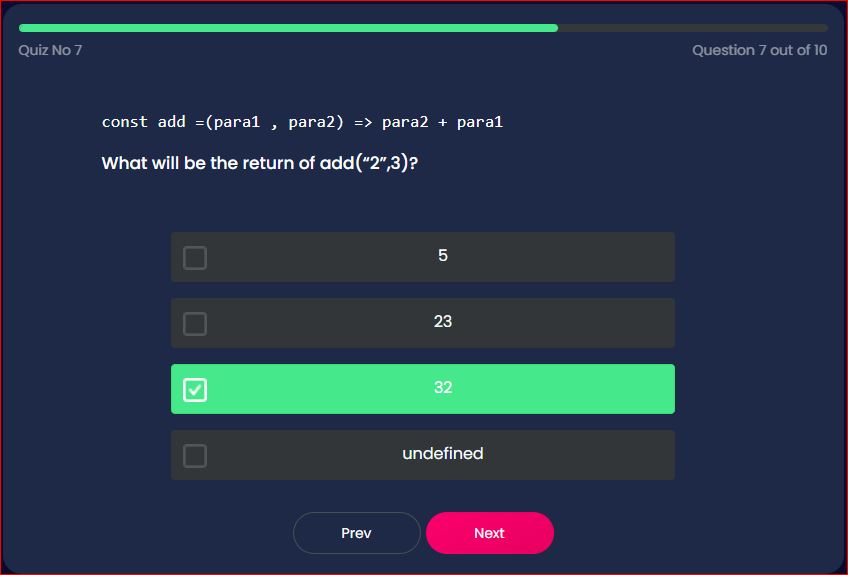 Quiz No 7
Question 7 out of 10
const add =(para1 , para2) => para2 + para1
What will be the return of add(“2”,3)?
5
23
32
undefined
Prev
Next